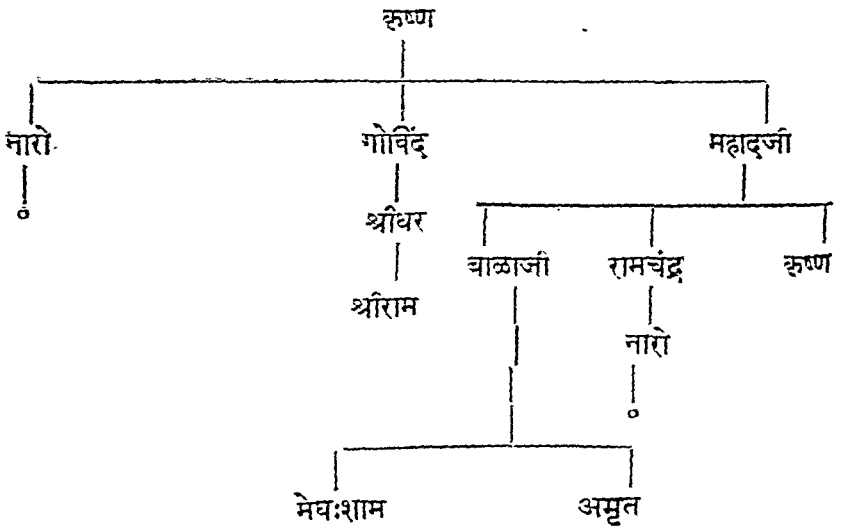 कृष्ण
नारो गोविंद महादजी
श्रीधर
बाळाजी रामचंद्र कृष्ण
श्रीराम
नारो
मेघःशाम अमृत